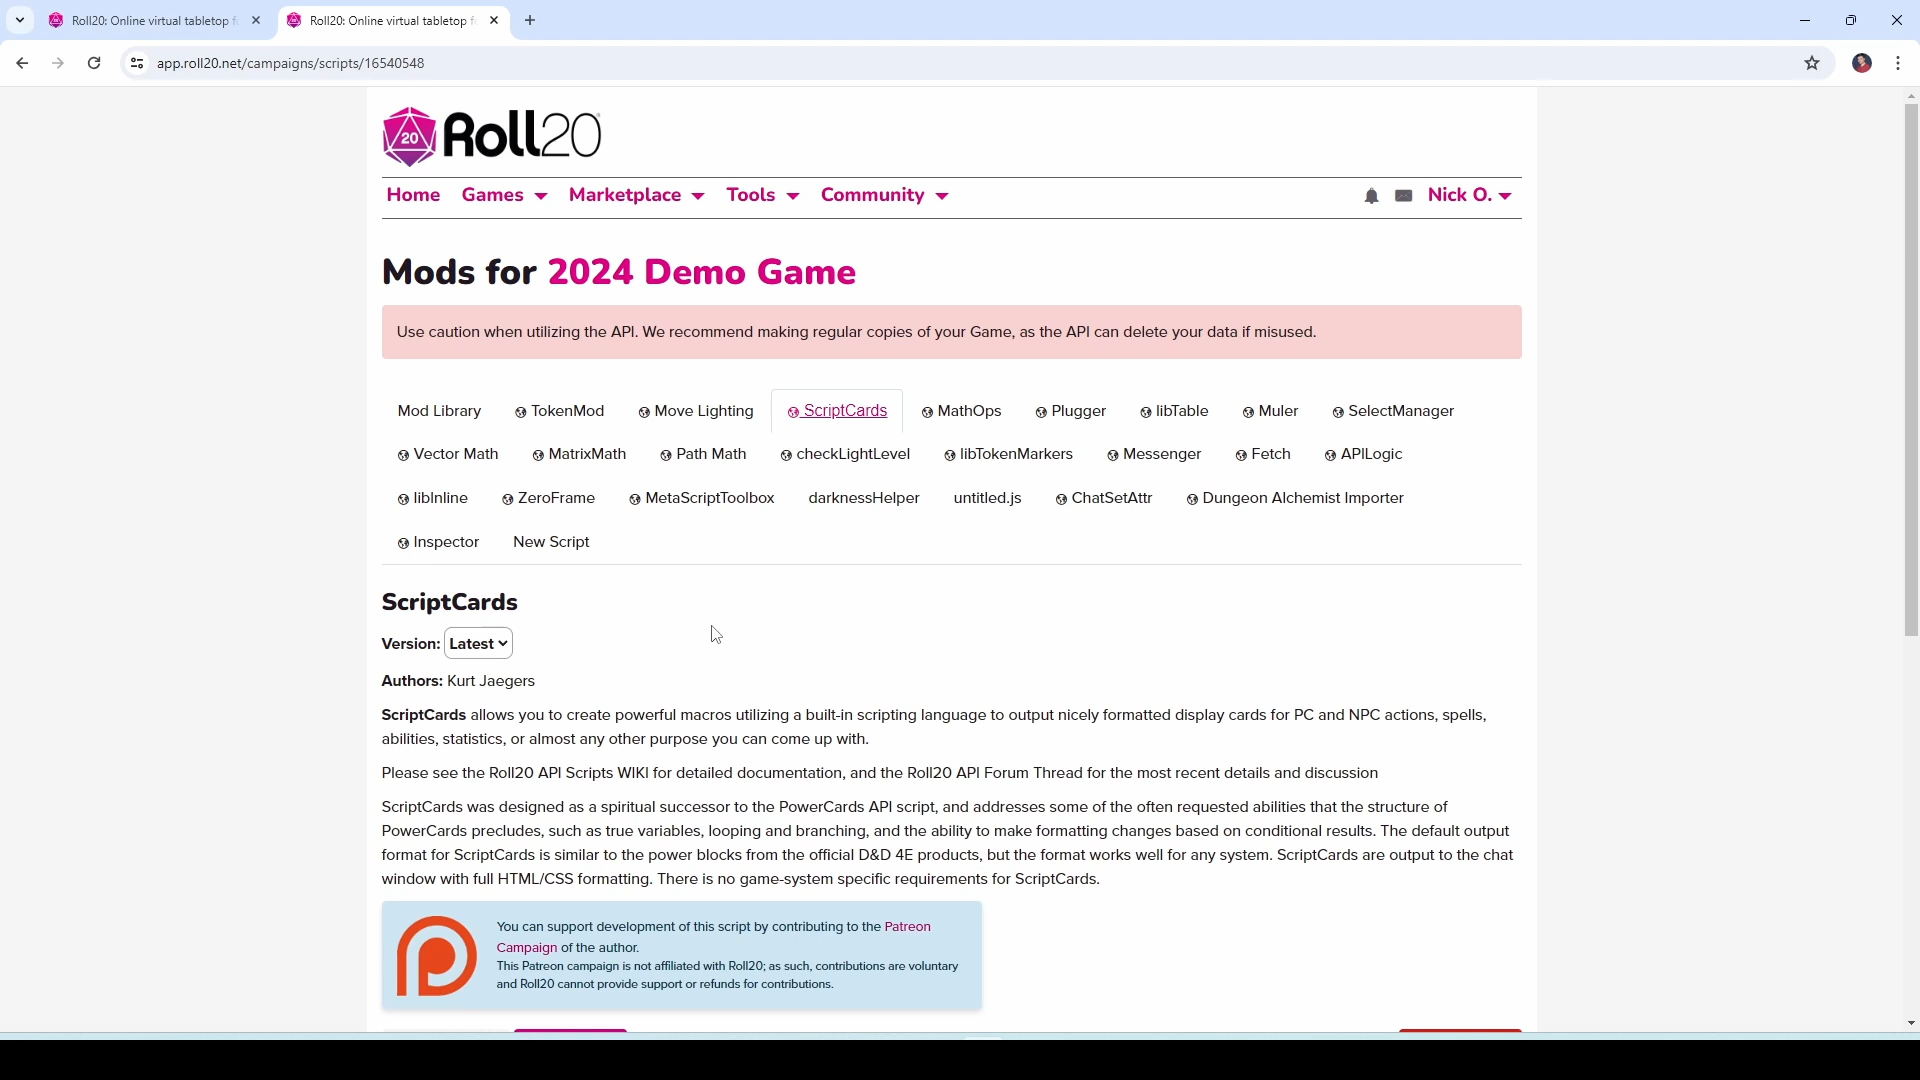 Roll20: Online virtual tabletop f
Roll20: Online virtual tabletop f
app.roll20.net/campaigns/scripts/16540548
20 Roll20
Home Games Marketplace Tools Community Nick O.
Mods for 2024 Demo Game
Use caution when utilizing the API. We recommend making regular copies of your Game, as the API can delete your data if misused.
Mod Library TokenMod Move Lighting ScriptCards MathOps Plugger libTable Muler SelectManager
Vector Math MatrixMath Path Math checkLightLevel libTokenMarkers Messenger Fetch APILogic
libInline ZeroFrame MetaScriptToolbox darknessHelper untitled.js ChatSetAttr Dungeon Alchemist Importer
Inspector New Script
ScriptCards
Version: Latest
Authors: Kurt Jaegers
ScriptCards allows you to create powerful macros utilizing a built-in scripting language to output nicely formatted display cards for PC and NPC actions, spells,
abilities, statistics, or almost any other purpose you can come up with.
Please see the Roll20 API Scripts WIKI for detailed documentation, and the Roll20 API Forum Thread for the most recent details and discussion
ScriptCards was designed as a spiritual successor to the PowerCards API script, and addresses some of the often requested abilities that the structure of
PowerCards precludes, such as true variables, looping and branching, and the ability to make formatting changes based on conditional results. The default output
format for ScriptCards is similar to the power blocks from the official D&D 4E products, but the format works well for any system. ScriptCards are output to the chat
window with full HTML/CSS formatting. There is no game-system specific requirements for ScriptCards.
You can support development of this script by contributing to the Patreon
Campaign of the author.
This Patreon campaign is not affiliated with Roll20; as such, contributions are voluntary
and Roll20 cannot provide support or refunds for contributions.